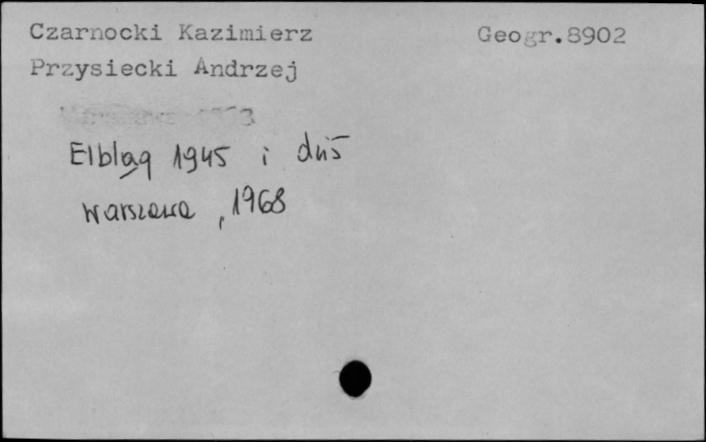 Czarnocki Kazimierz Geogr.8902
Przysiecki Andrzej
Elbląg 1945 i dziś
Warszawa, 1968